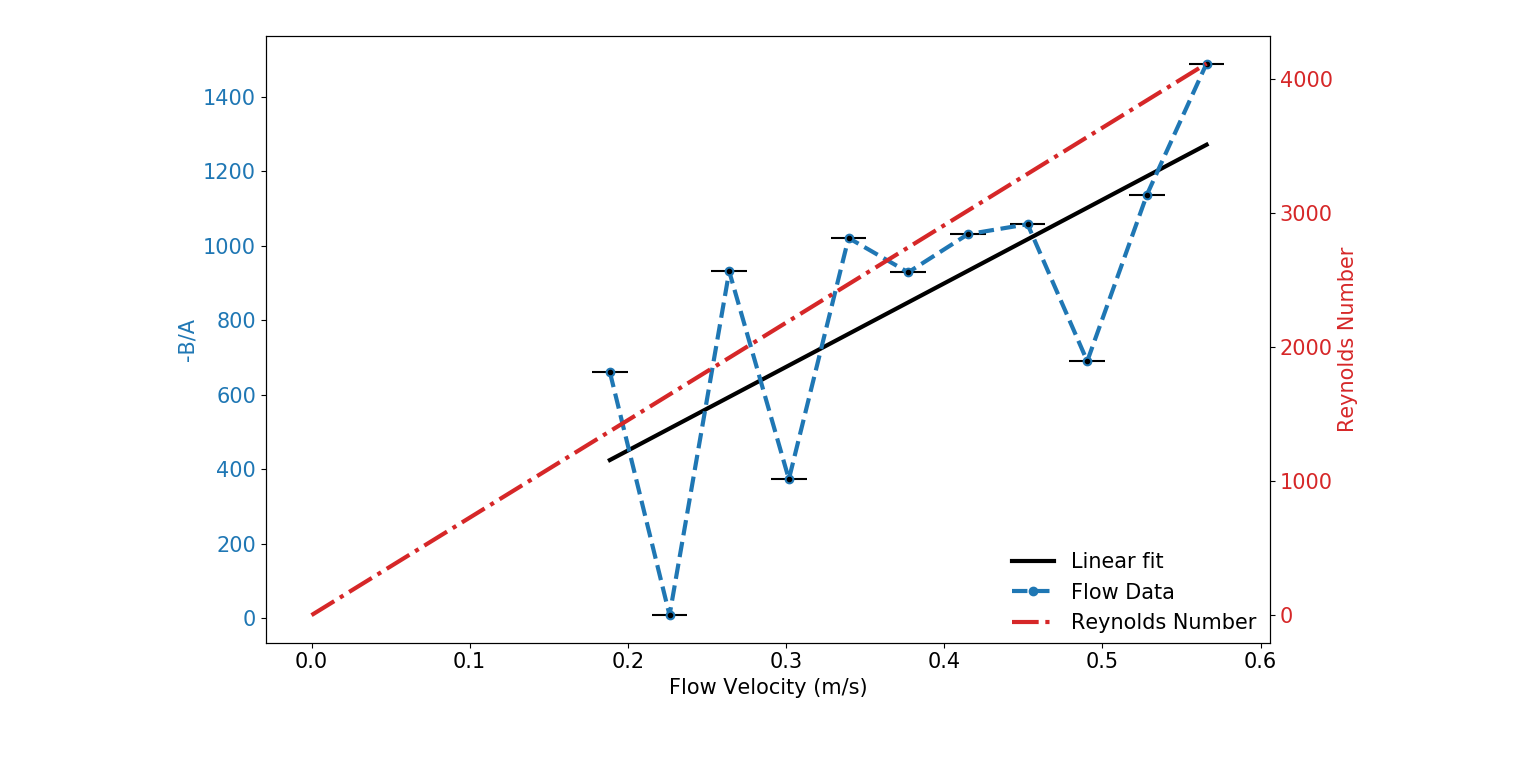 1400
1200
1000
800
600
400
200
0
-B/A
4000
3000
2000
1000
0
Reynolds Number
Linear fit
Flow Data
Reynolds Number
0.0 0.1 0.2 0.3 0.4 0.5 0.6
Flow Velocity (m/s)